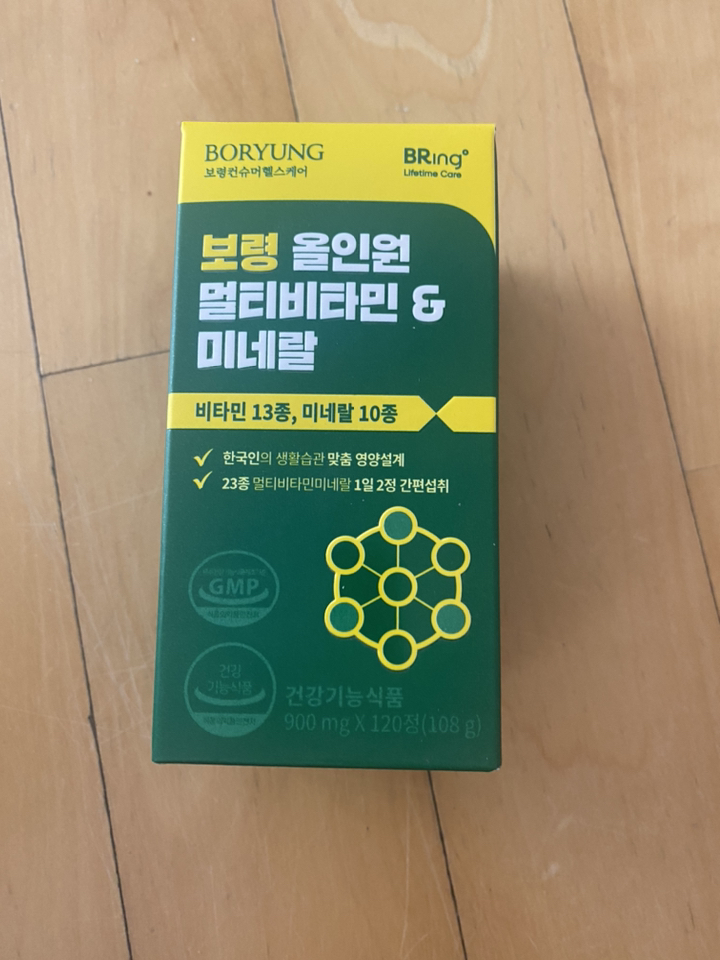 BORYUNG
보령컨슈머헬스케어
BRing
Lifetime Care
보령 올인원
멀티비타민 &
미네랄
비타민 13종, 미네랄 10종
한국인의 생활습관 맞춤 영양설계
23종 멀티비타민미네랄 1일 2정 간편섭취
GMP
건강
기능식품
건강기능식품
900 mg X 120정(108 g)